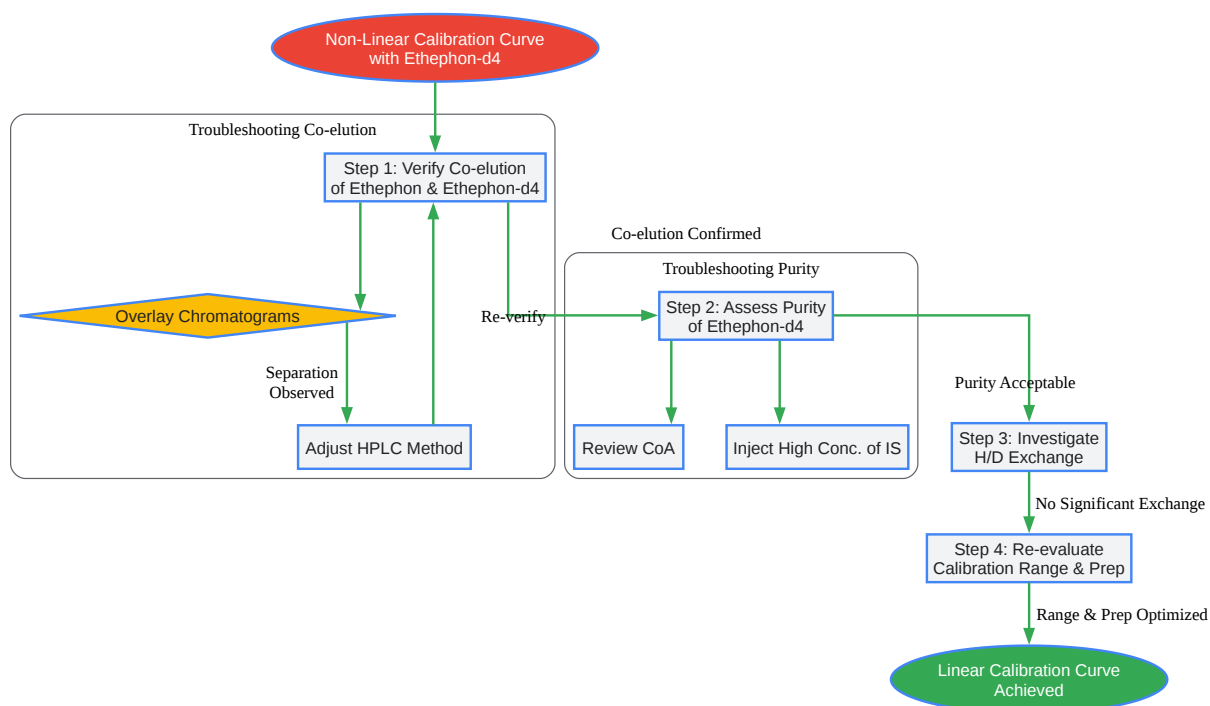 Non-Linear Calibration Curve
with Ethephon-d4
Troubleshooting Co-elution
Step 1: Verify Co-elution
of Ethephon & Ethephon-d4
Overlay Chromatograms
Separation
Observed
Adjust HPLC Method
Re-verify
Co-elution Confirmed
Troubleshooting Purity
Step 2: Assess Purity
of Ethephon-d4
Review CoA
Inject High Conc. of IS
Purity Acceptable
Step 3: Investigate
H/D Exchange
No Significant Exchange
Step 4: Re-evaluate
Calibration Range & Prep
Range & Prep Optimized
Linear Calibration Curve
Achieved